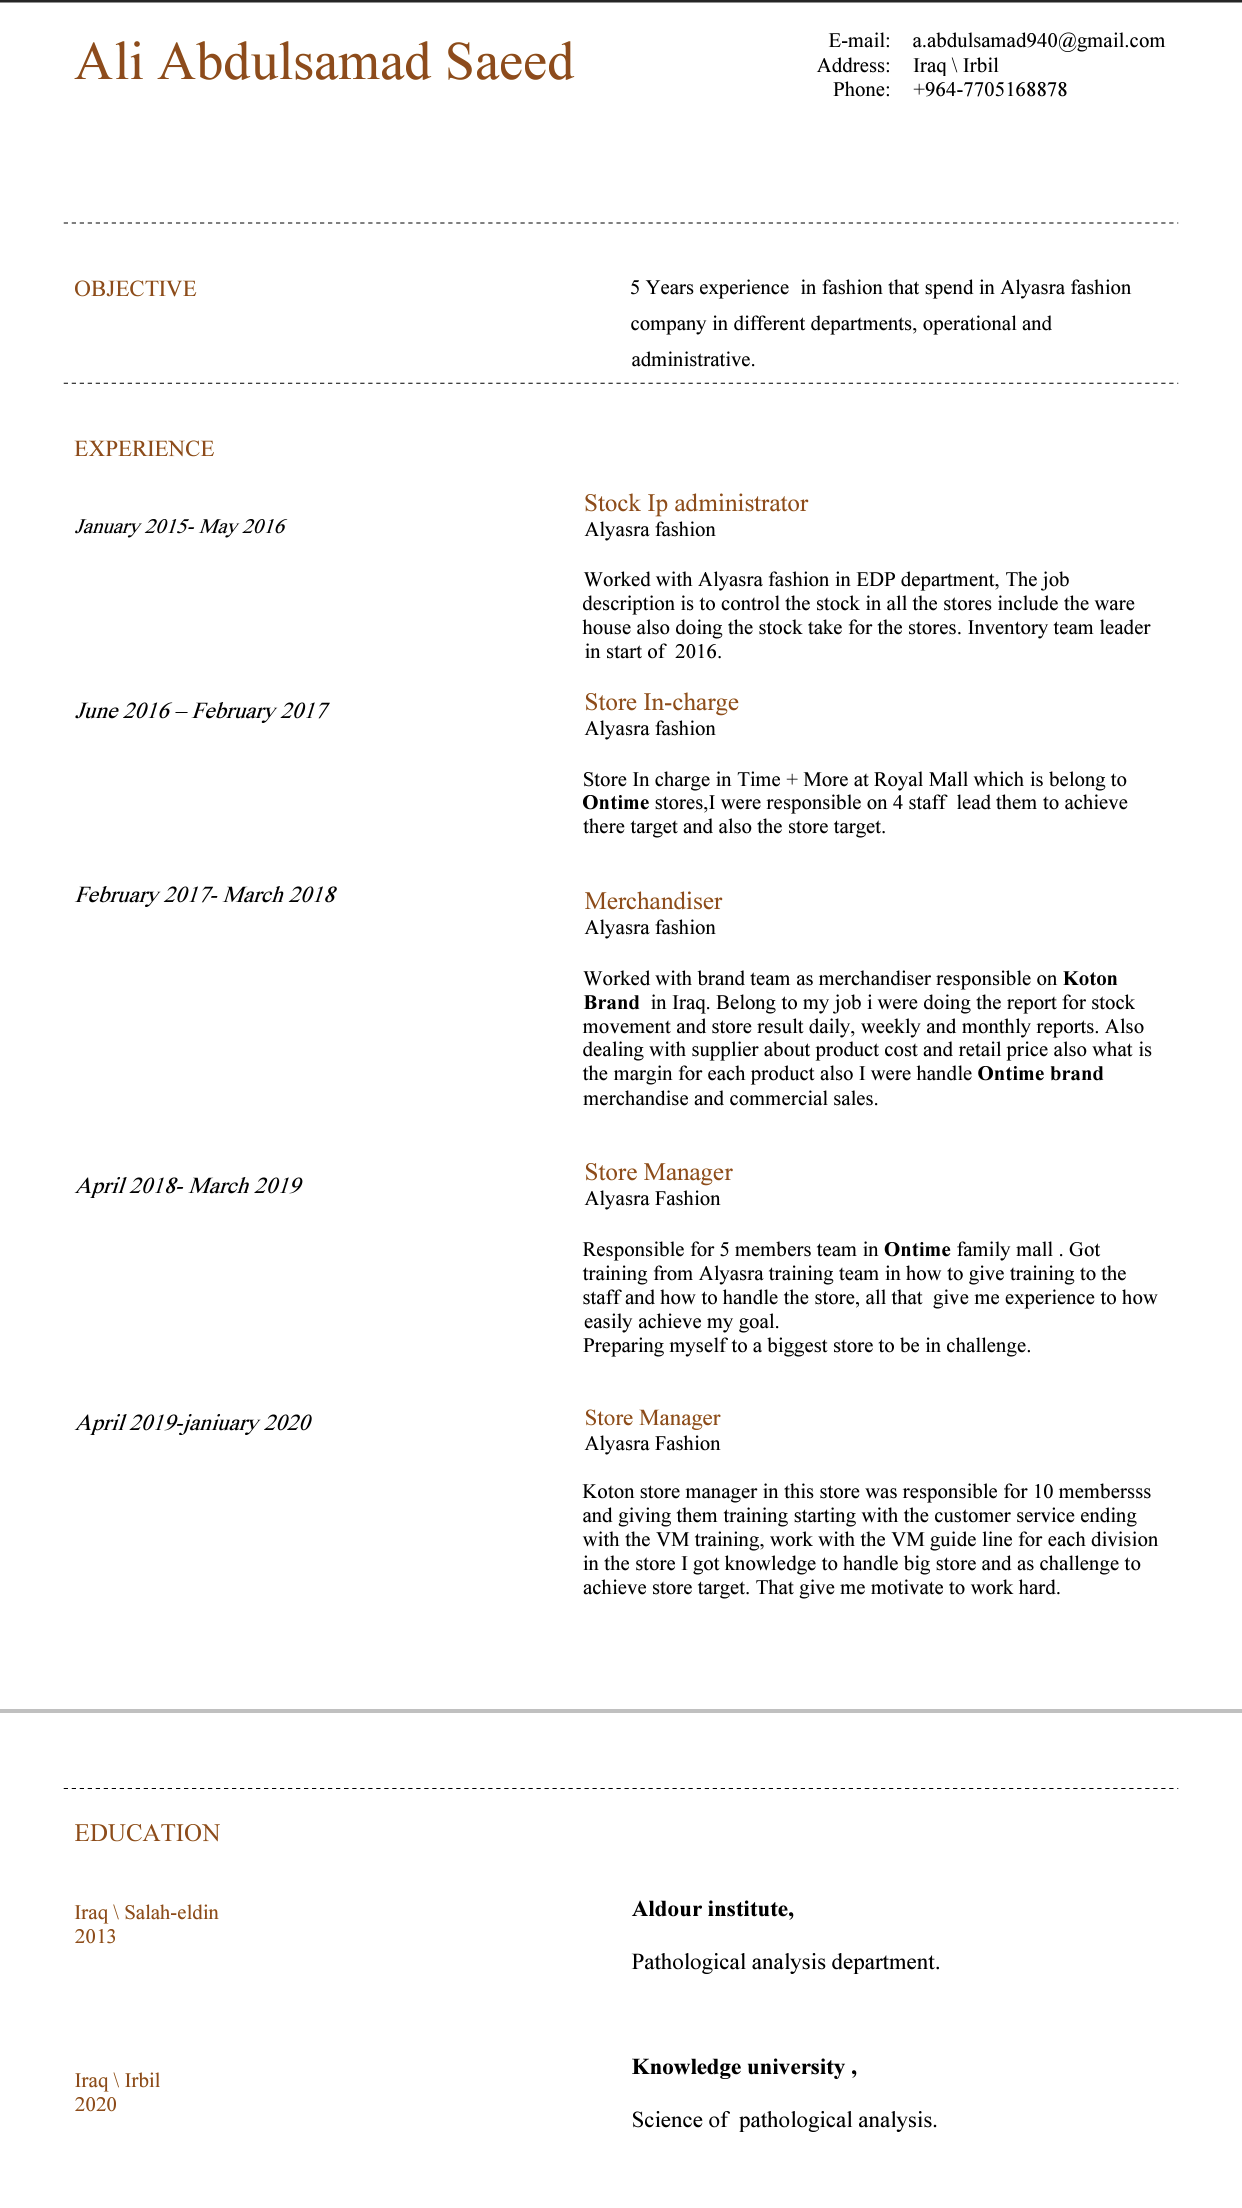 Ali Abdulsamad Saeed
E-mail: a.abdulsamad940@gmail.com
Address: Iraq \ Irbil
Phone: +964-7705168878
OBJECTIVE
5 Years experience in fashion that spend in Alyasra fashion
company in different departments, operational and
administrative.
EXPERIENCE
January 2015- May 2016
Stock Ip administrator
Alyasra fashion
Worked with Alyasra fashion in EDP department, The job
description is to control the stock in all the stores include the ware
house also doing the stock take for the stores. Inventory team leader
in start of 2016.
June 2016 – February 2017
Store In-charge
Alyasra fashion
Store In charge in Time + More at Royal Mall which is belong to
Ontime stores,I were responsible on 4 staff lead them to achieve
there target and also the store target.
February 2017- March 2018
Merchandiser
Alyasra fashion
Worked with brand team as merchandiser responsible on Koton
Brand in Iraq. Belong to my job i were doing the report for stock
movement and store result daily, weekly and monthly reports. Also
dealing with supplier about product cost and retail price also what is
the margin for each product also I were handle Ontime brand
merchandise and commercial sales.
April 2018- March 2019
Store Manager
Alyasra Fashion
Responsible for 5 members team in Ontime family mall . Got
training from Alyasra training team in how to give training to the
staff and how to handle the store, all that give me experience to how
easily achieve my goal.
Preparing myself to a biggest store to be in challenge.
April 2019-janiuary 2020
Store Manager
Alyasra Fashion
Koton store manager in this store was responsible for 10 membersss
and giving them training starting with the customer service ending
with the VM training, work with the VM guide line for each division
in the store I got knowledge to handle big store and as challenge to
achieve store target. That give me motivate to work hard.
EDUCATION
Iraq \ Salah-eldin
2013
Aldour institute,
Pathological analysis department.
Iraq \ Irbil
2020
Knowledge university ,
Science of pathological analysis.